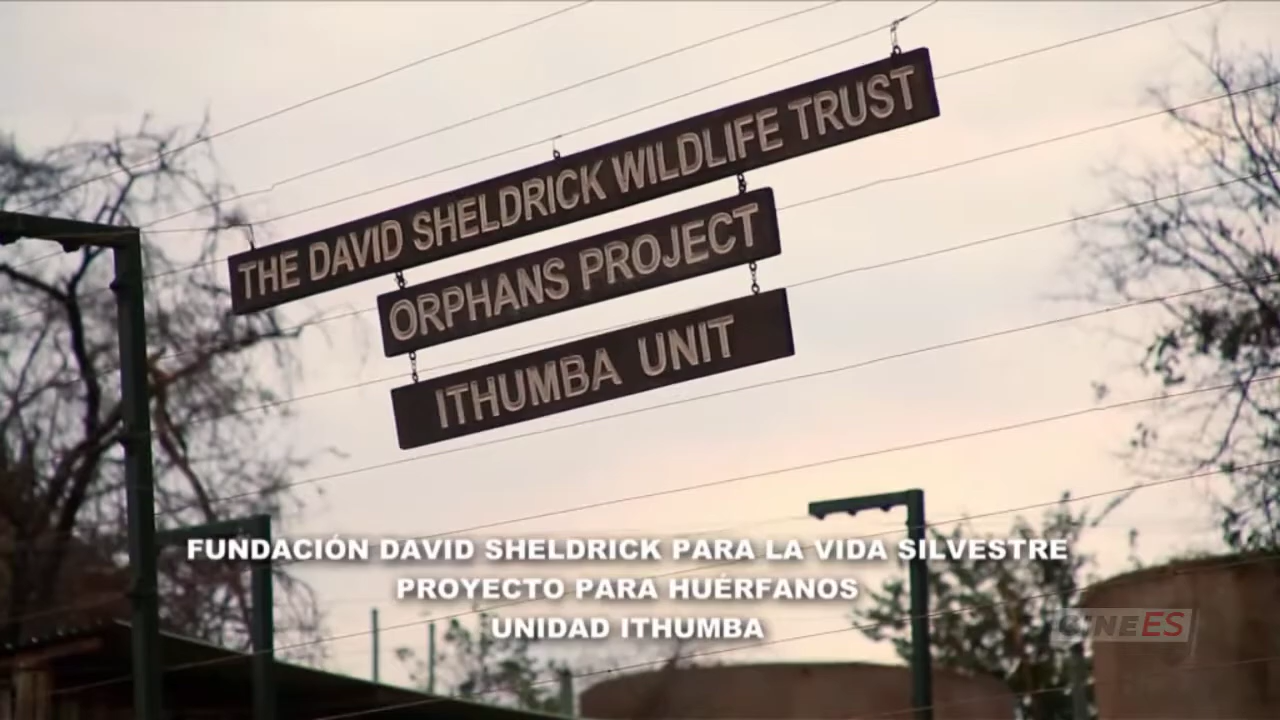 THE DAVID SHELDRICK WILDLIFE TRUST
ORPHANS PROJECT
ITHUMBA UNIT
FUNDACIÓN DAVID SHELDRICK PARA LA VIDA SILVESTRE
PROYECTO PARA HUÉRFANOS
UNIDAD ITHUMBA
CINEES